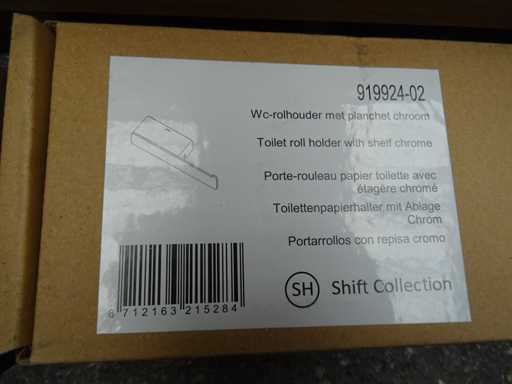 919924-02
Wc-rolhouder met planchet chroom
Toilet roll holder with shelf chrome
Porte-rouleau papier toilette avec
étagère chromé
Toilettenpapierhalter mit Ablage
Chrom
Portarrollos con repisa cromo
8 712163 215284
SH Shift Collection